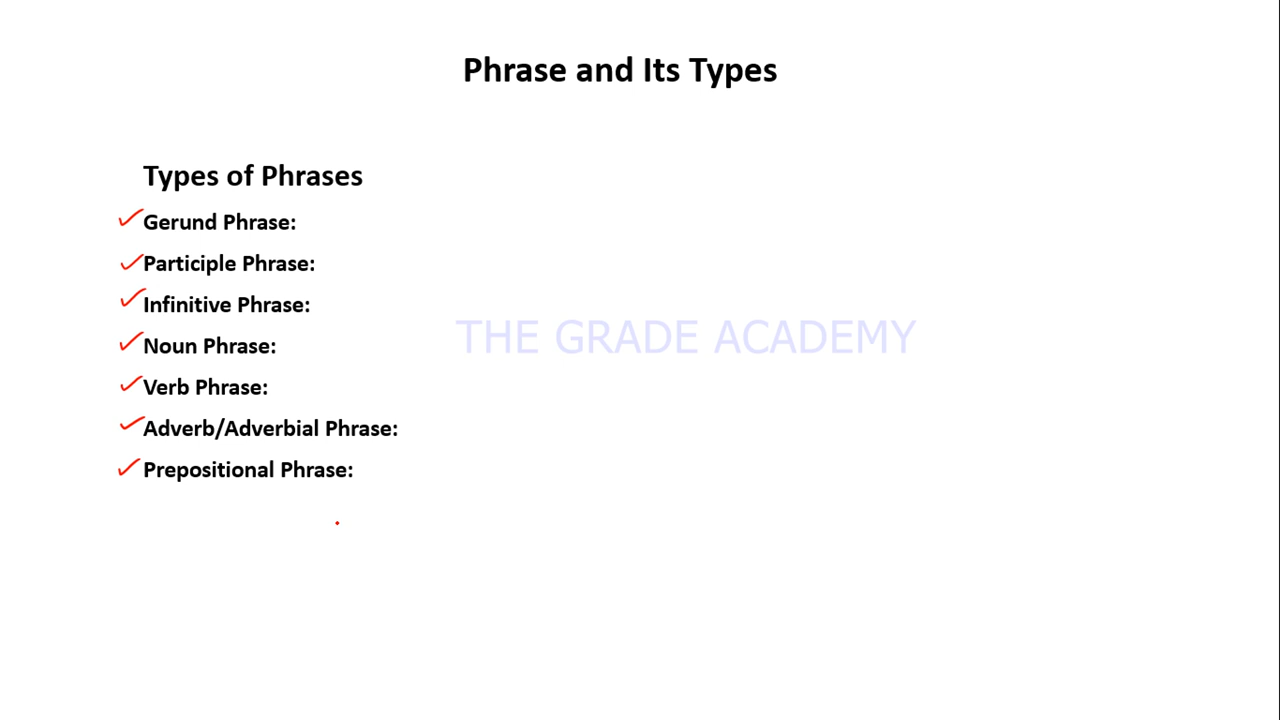 Phrase and Its Types
Types of Phrases
Gerund Phrase:
Participle Phrase:
Infinitive Phrase:
Noun Phrase:
THE GRADE ACADEMY
Verb Phrase:
Adverb/Adverbial Phrase:
Prepositional Phrase: